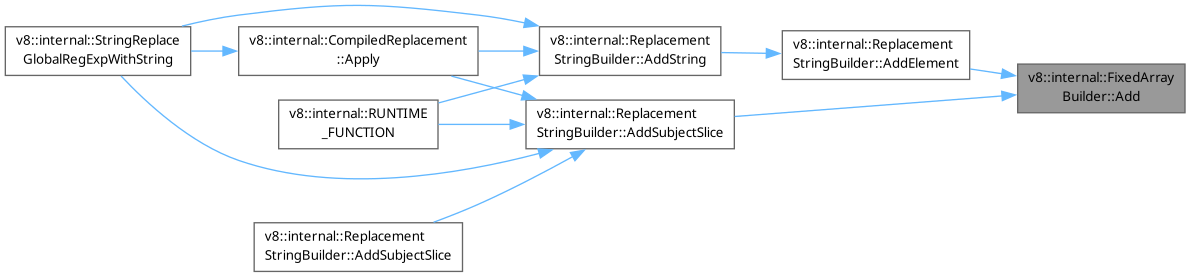 v8::internal::StringReplace
GlobalRegExpWithString
v8::internal::CompiledReplacement
::Apply
v8::internal::RUNTIME
_FUNCTION
v8::internal::Replacement
StringBuilder::AddSubjectSlice
v8::internal::Replacement
StringBuilder::AddString
v8::internal::Replacement
StringBuilder::AddSubjectSlice
v8::internal::Replacement
StringBuilder::AddElement
v8::internal::FixedArray
Builder::Add